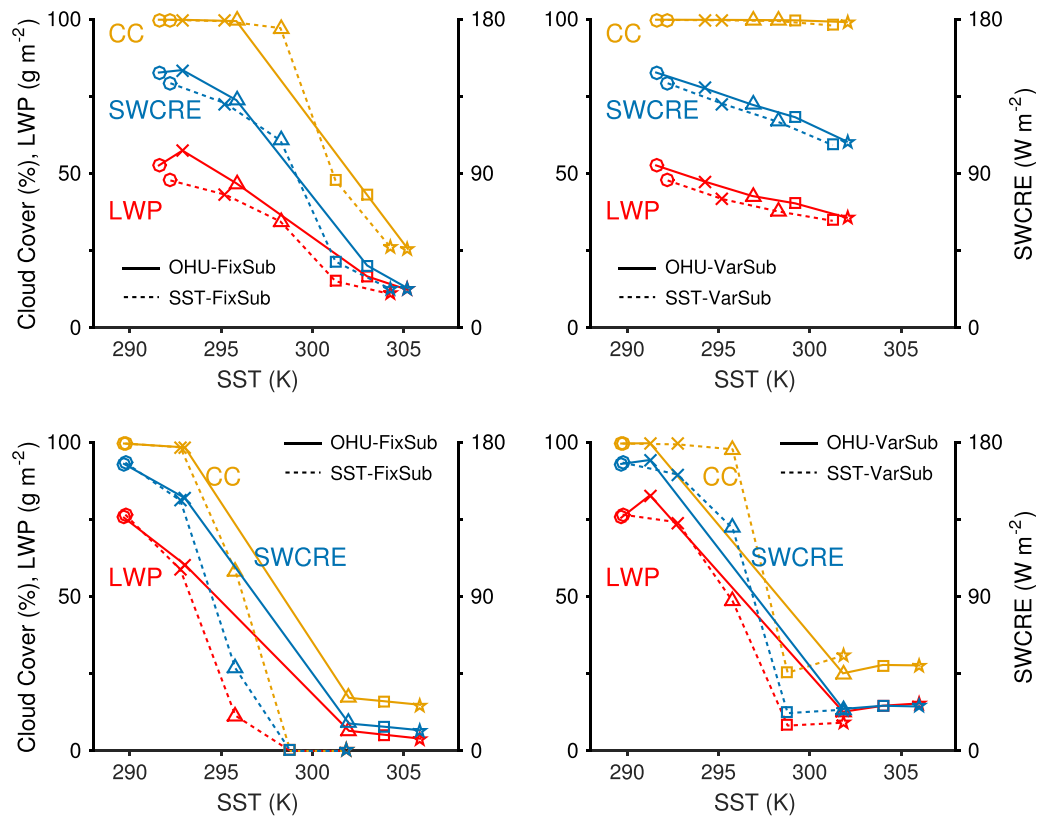 Cloud Cover (%), LWP (g m⁻²)
100
50
0
CC
SWCRE
LWP
OHU-FixSub
SST-FixSub
290
295
300
305
SST (K)
180
90
0
100
50
0
CC
SWCRE
LWP
OHU-VarSub
SST-VarSub
290
295
300
305
SST (K)
180
90
0
SWCRE (W m⁻²)
Cloud Cover (%), LWP (g m⁻²)
100
50
0
OHU-FixSub
SST-FixSub
CC
SWCRE
LWP
290
295
300
305
SST (K)
180
90
0
100
50
0
OHU-VarSub
SST-VarSub
CC
SWCRE
LWP
290
295
300
305
SST (K)
180
90
0
SWCRE (W m⁻²)